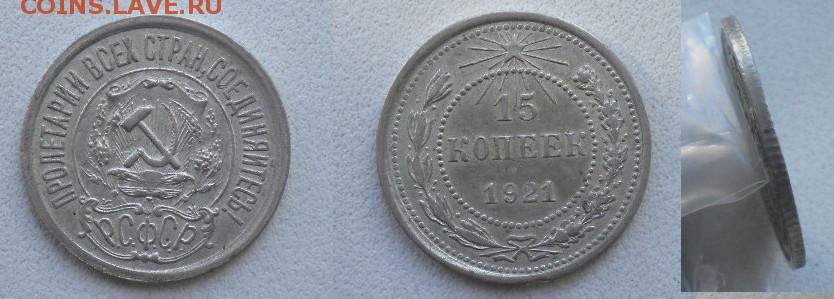 COINS.LAVE.RU
ПРОЛЕТАРИИ ВСЕХ СТРАН, СОЕДИНЯЙТЕСЬ!
Р.С.Ф.С.Р.
15
КОПЕЕК
1921